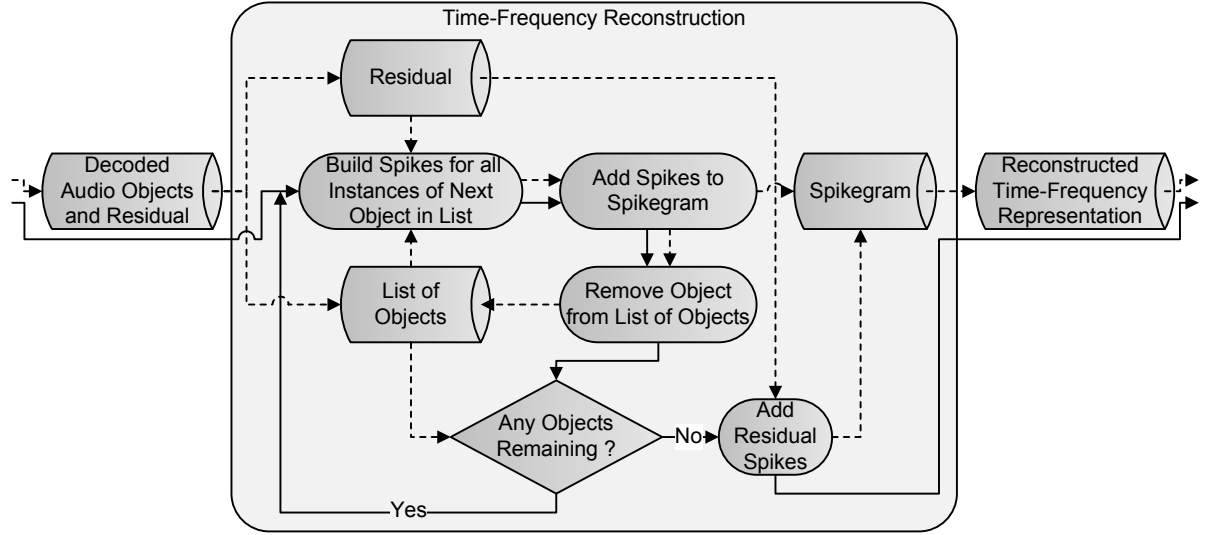 Time-Frequency Reconstruction
Residual
Decoded
Audio Objects
and Residual
Build Spikes for all
Instances of Next
Object in List
Add Spikes to
Spikegram
Spikegram
Reconstructed
Time-Frequency
Representation
List of
Objects
Remove Object
from List of Objects
Any Objects
Remaining ?
No
Add
Residual
Spikes
Yes